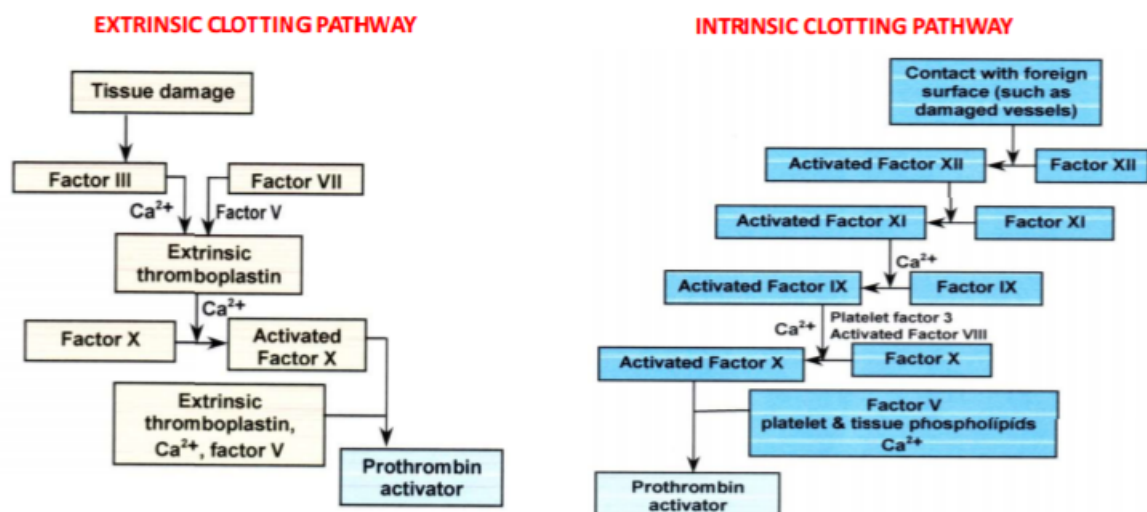 EXTRINSIC CLOTTING PATHWAY
Tissue damage
Factor III
Factor VII
Ca²⁺
Factor V
Extrinsic
thromboplastin
Ca²⁺
Factor X
Activated
Factor X
Extrinsic
thromboplastin,
Ca²⁺, factor V
Prothrombin
activator
INTRINSIC CLOTTING PATHWAY
Contact with foreign
surface (such as
damaged vessels)
Activated Factor XII
Factor XII
Activated Factor XI
Factor XI
Ca²⁺
Activated Factor IX
Factor IX
Ca²⁺
Platelet factor 3
Activated Factor VIII
Activated Factor X
Factor X
Factor V
platelet & tissue phospholipids
Ca²⁺
Prothrombin
activator